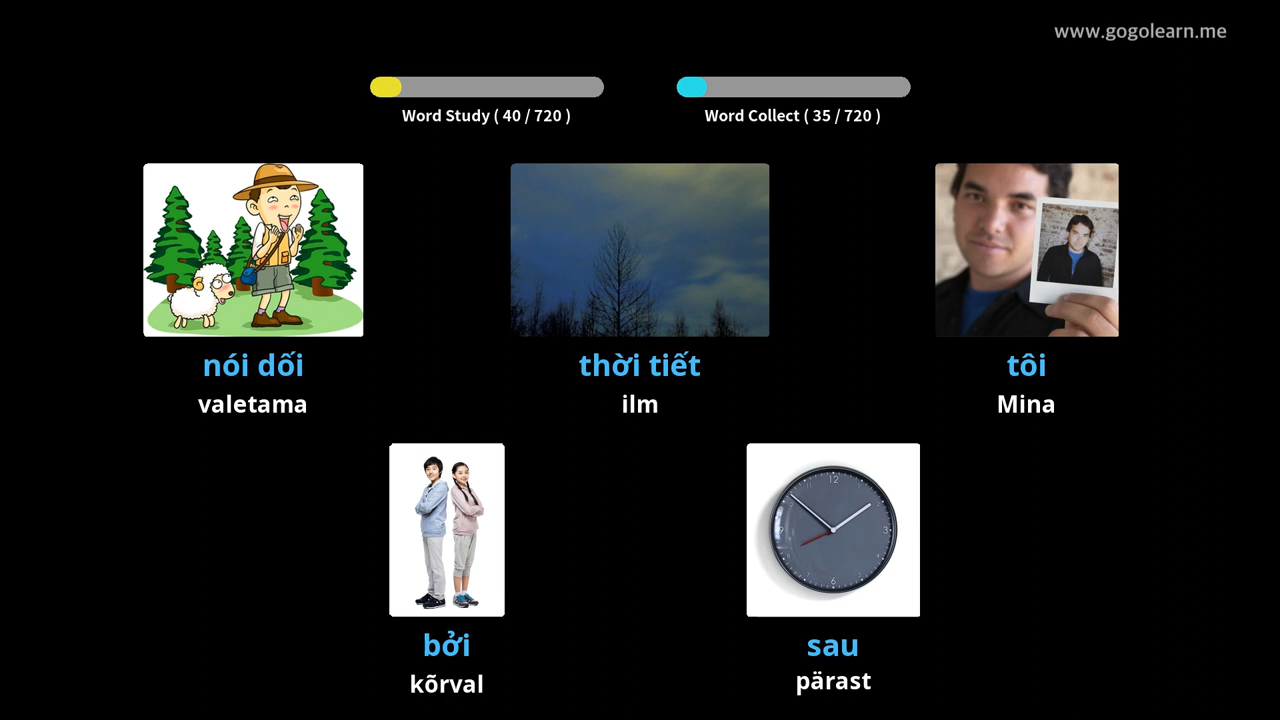 www.gogolearn.me
Word Study ( 40 / 720 )
Word Collect ( 35 / 720 )
nói dối
valetama
thời tiết
ilm
tôi
Mina
bởi
kõrval
sau
pärast